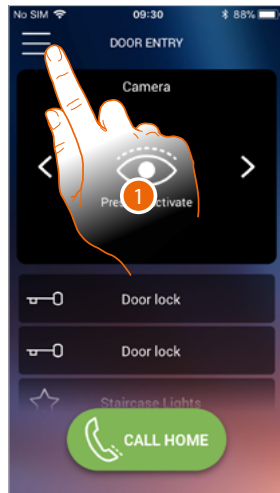 No SIM 09:30 88%
DOOR ENTRY
Camera
1
Door lock
Door lock
Staircase Lights
CALL HOME